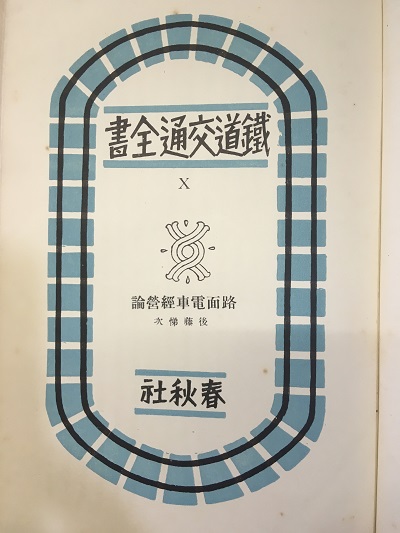 鐵道交通全書
X
路面電車經營論
後藤悌次
春秋社